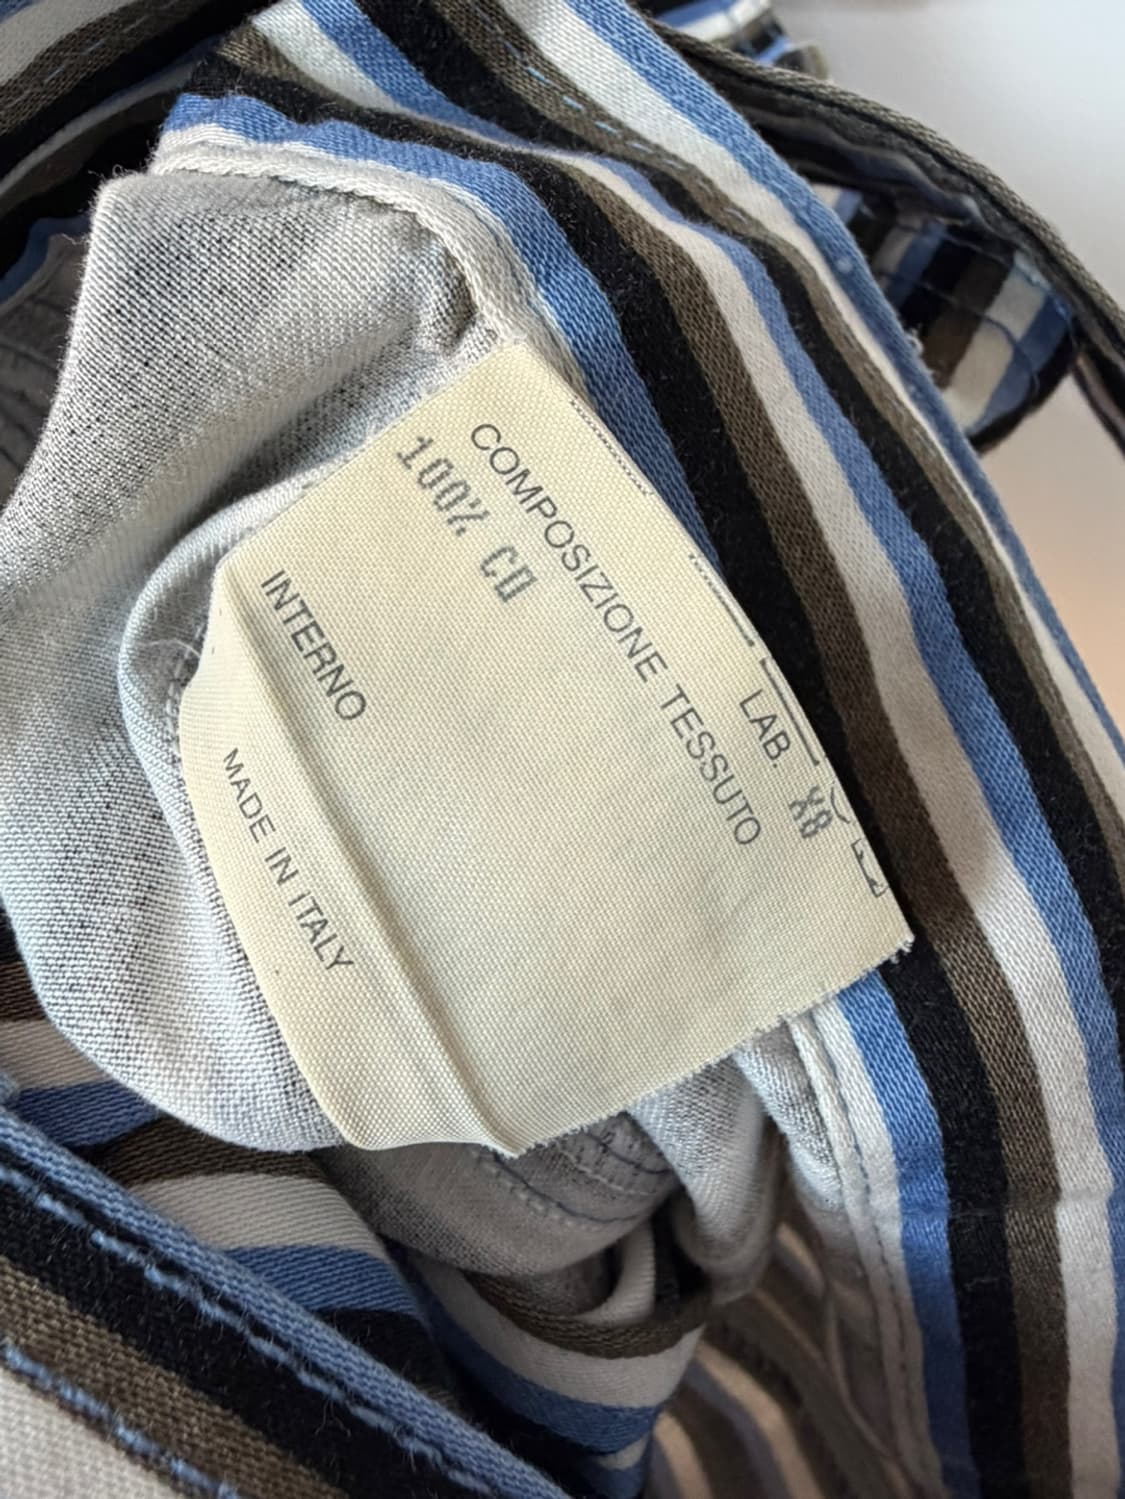 LAB. X8
COMPOSIZIONE TESSUTO
100% CO
INTERNO
MADE IN ITALY